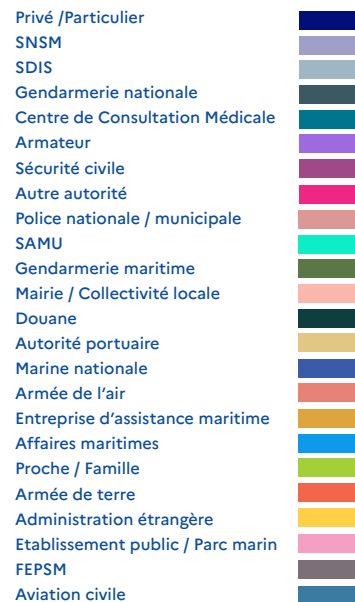 Privé /Particulier
SNSM
SDIS
Gendarmerie nationale
Centre de Consultation Médicale
Armateur
Sécurité civile
Autre autorité
Police nationale / municipale
SAMU
Gendarmerie maritime
Mairie / Collectivité locale
Douane
Autorité portuaire
Marine nationale
Armée de l’air
Entreprise d’assistance maritime
Affaires maritimes
Proche / Famille
Armée de terre
Administration étrangère
Etablissement public / Parc marin
FEPSM
Aviation civile